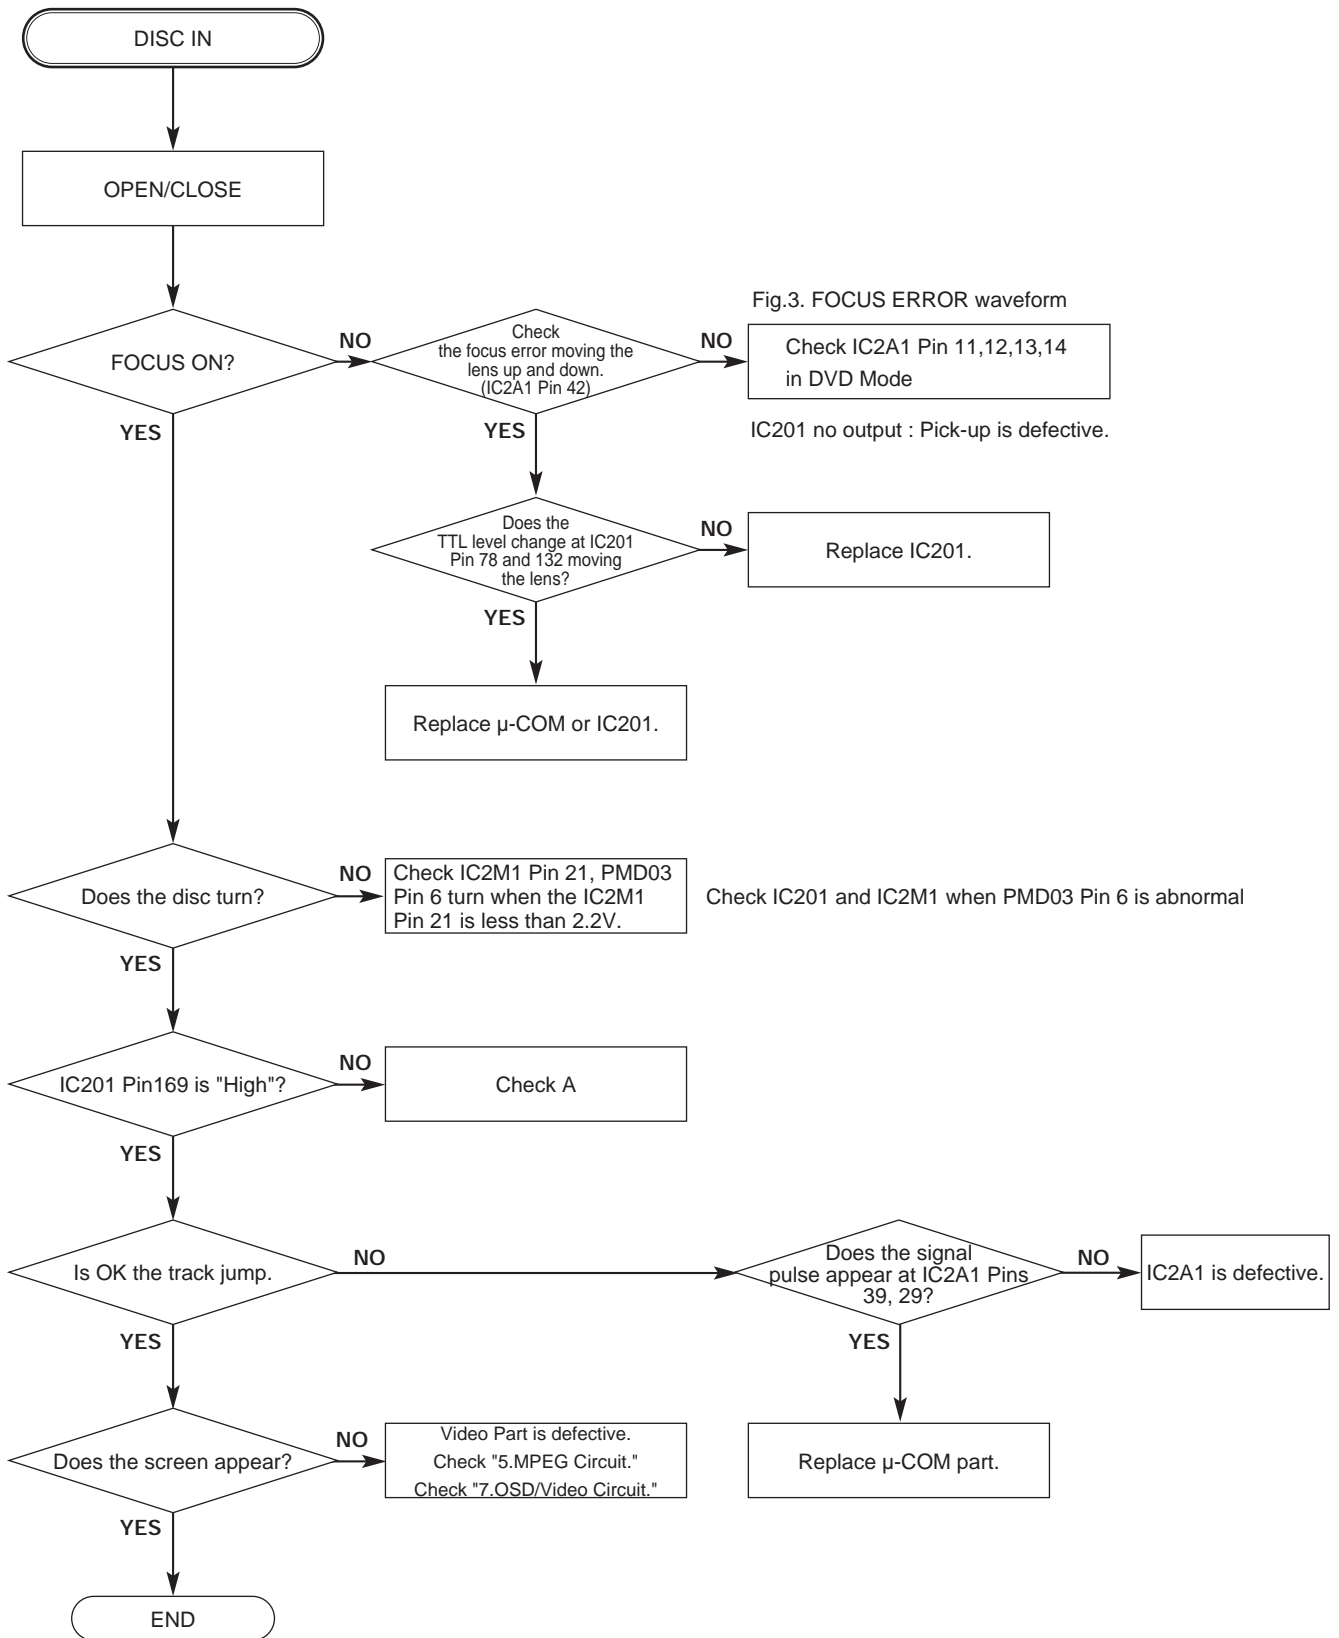 DISC IN
OPEN/CLOSE
FOCUS ON?
NO
YES
Check
the focus error moving the
lens up and down.
(IC2A1 Pin 42)
NO
YES
Fig.3. FOCUS ERROR waveform
Check IC2A1 Pin 11,12,13,14
in DVD Mode
IC201 no output : Pick-up is defective.
Does the
TTL level change at IC201
Pin 78 and 132 moving
the lens?
NO
YES
Replace IC201.
Replace µ-COM or IC201.
Does the disc turn?
NO
YES
Check IC2M1 Pin 21, PMD03
Pin 6 turn when the IC2M1
Pin 21 is less than 2.2V.
Check IC201 and IC2M1 when PMD03 Pin 6 is abnormal
IC201 Pin169 is "High"?
NO
YES
Check A
Is OK the track jump.
NO
YES
Does the signal
pulse appear at IC2A1 Pins
39, 29?
NO
YES
IC2A1 is defective.
Replace µ-COM part.
Does the screen appear?
NO
YES
Video Part is defective.
Check "5.MPEG Circuit."
Check "7.OSD/Video Circuit."
END